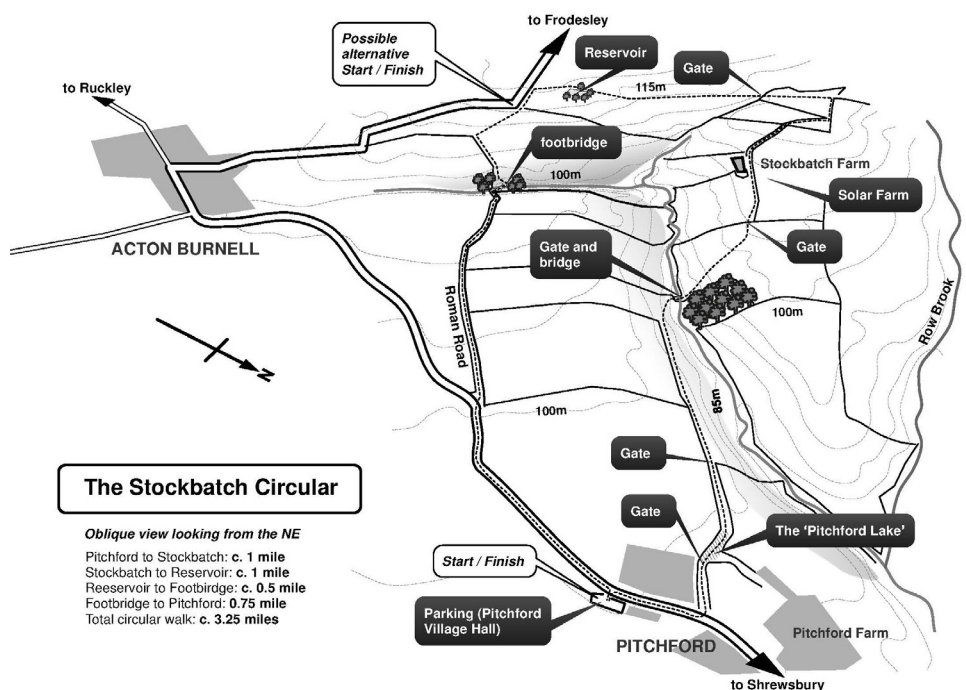 to Frodesley
Possible
alternative
Start / Finish
Reservoir
Gate
to Ruckley
115m
footbridge
100m
Stockbatch Farm
Solar Farm
ACTON BURNELL
Gate and
bridge
Gate
Roman Road
100m
Row Brook
N
85m
100m
Gate
The Stockbatch Circular
Gate
The 'Pitchford Lake'
Oblique view looking from the NE
Pitchford to Stockbatch: c. 1 mile
Stockbatch to Reservoir: c. 1 mile
Reeservoir to Footbirdge: c. 0.5 mile
Footbridge to Pitchford: 0.75 mile
Total circular walk: c. 3.25 miles
Start / Finish
Parking (Pitchford
Village Hall)
PITCHFORD
Pitchford Farm
to Shrewsbury